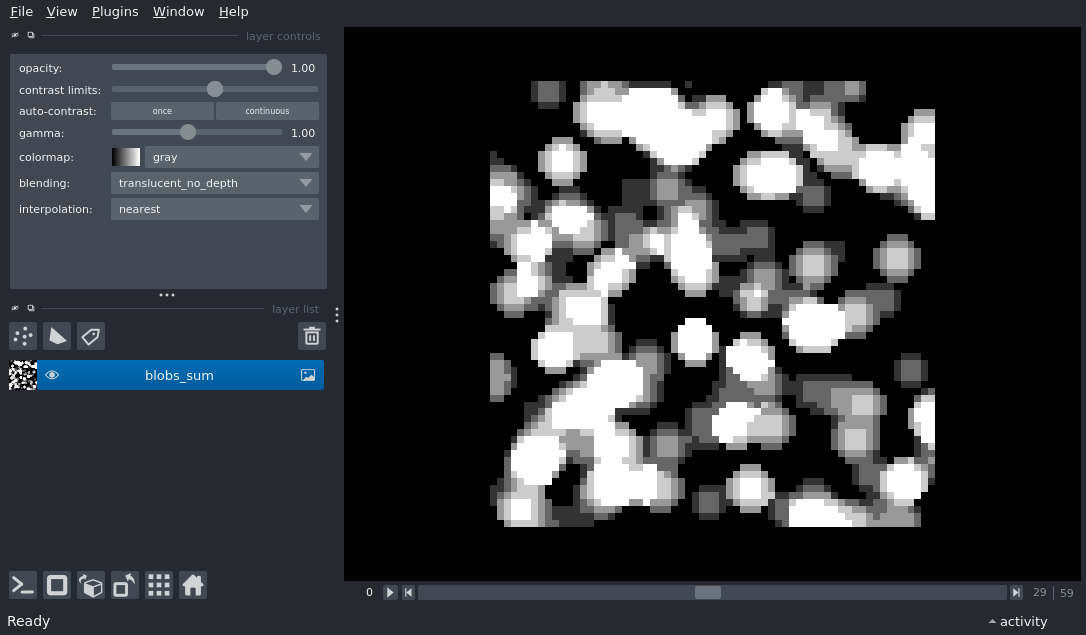 File View Plugins Window Help
layer controls
opacity: 1.00
contrast limits:
auto-contrast: once continuous
gamma: 1.00
colormap: gray
blending: translucent_no_depth
interpolation: nearest
layer list
blobs_sum
0 29 59
Ready activity